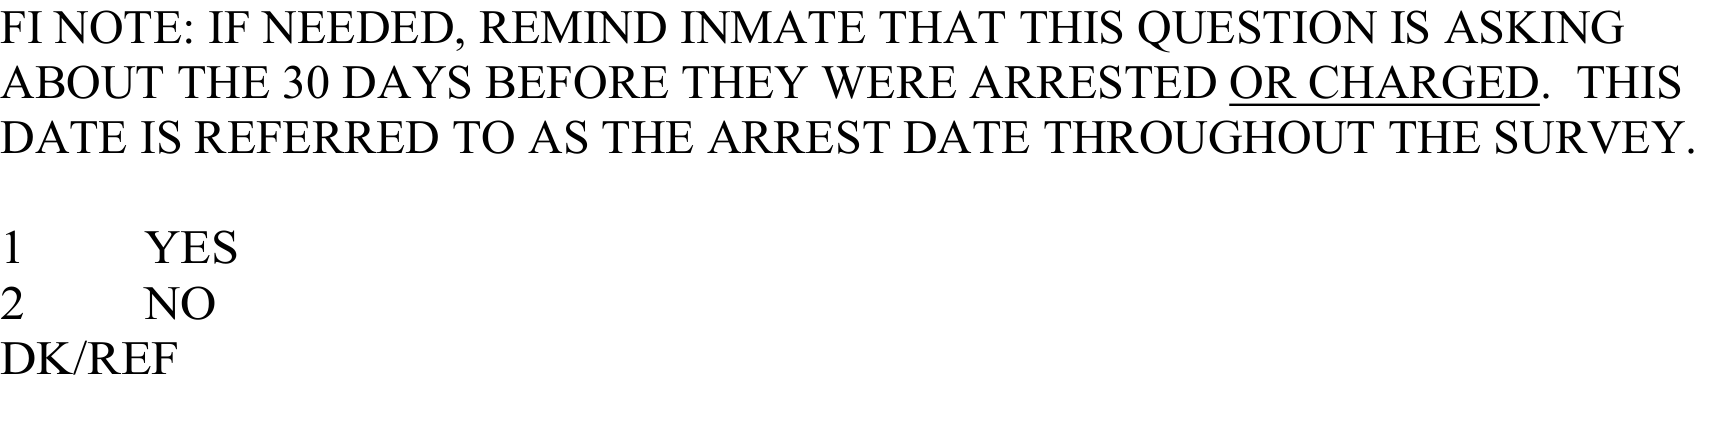 FI NOTE: IF NEEDED, REMIND INMATE THAT THIS QUESTION IS ASKING
ABOUT THE 30 DAYS BEFORE THEY WERE ARRESTED OR CHARGED.  THIS
DATE IS REFERRED TO AS THE ARREST DATE THROUGHOUT THE SURVEY.
1 YES
2 NO
DK/REF